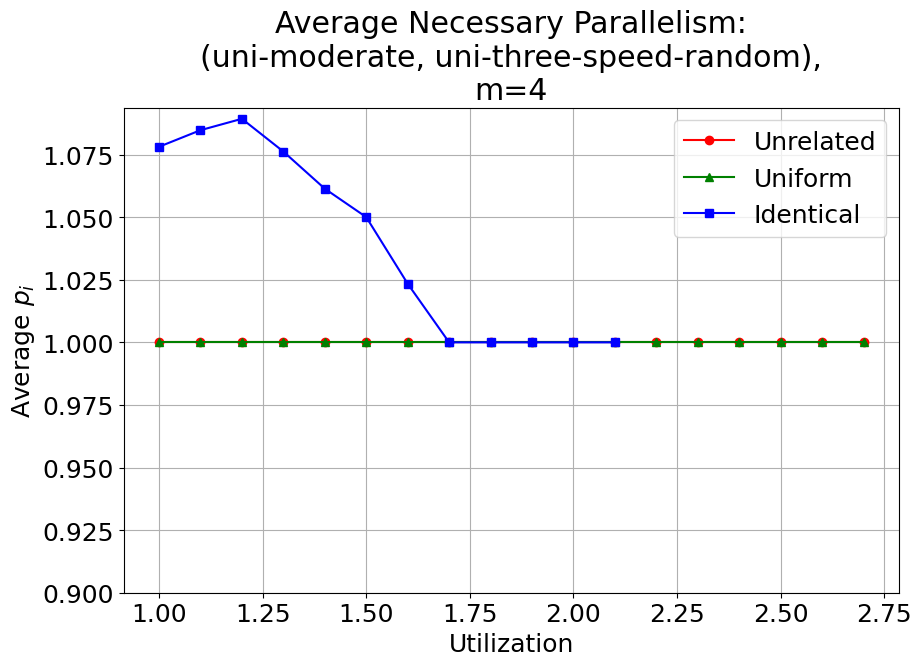 Average Necessary Parallelism:
(uni-moderate, uni-three-speed-random),
m=4
Unrelated
Uniform
Identical
1.075
1.050
1.025
1.000
0.975
0.950
0.925
0.900
Average p_i
1.00 1.25 1.50 1.75 2.00 2.25 2.50 2.75
Utilization